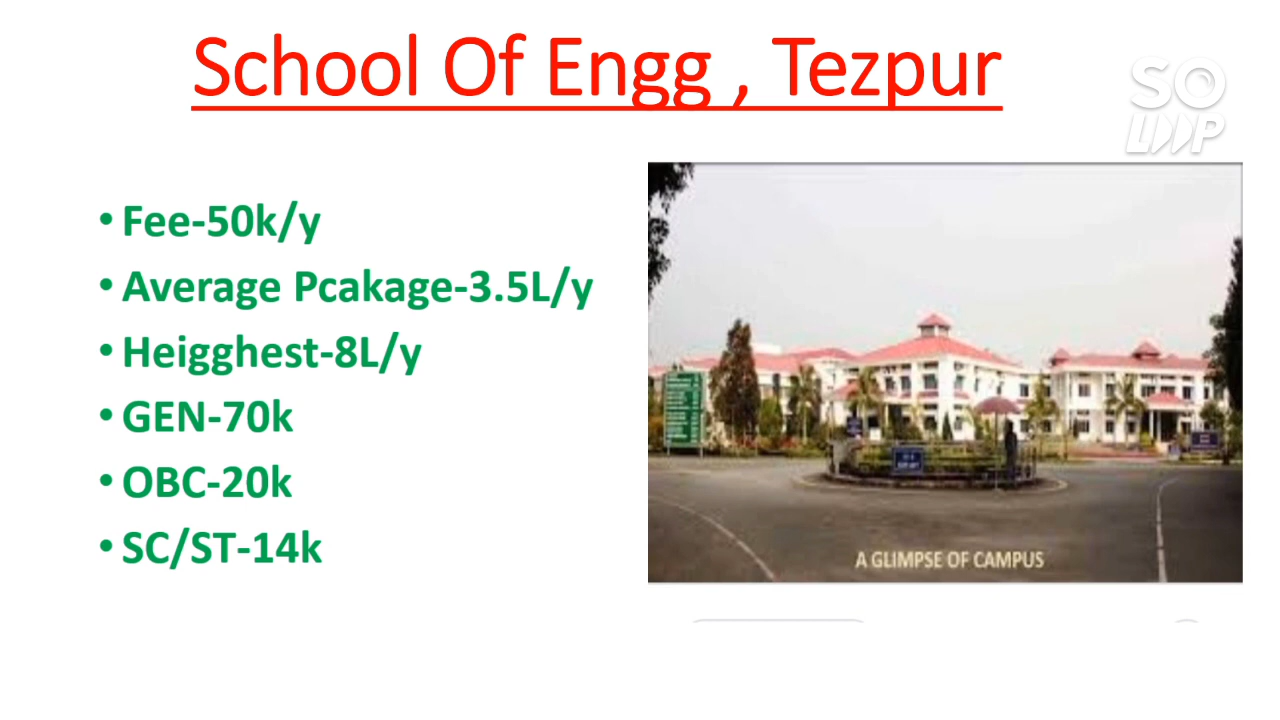 School Of Engg , Tezpur
SO
LOOP
• Fee-50k/y
• Average Pcakage-3.5L/y
• Heigghest-8L/y
• GEN-70k
• OBC-20k
• SC/ST-14k
A GLIMPSE OF CAMPUS